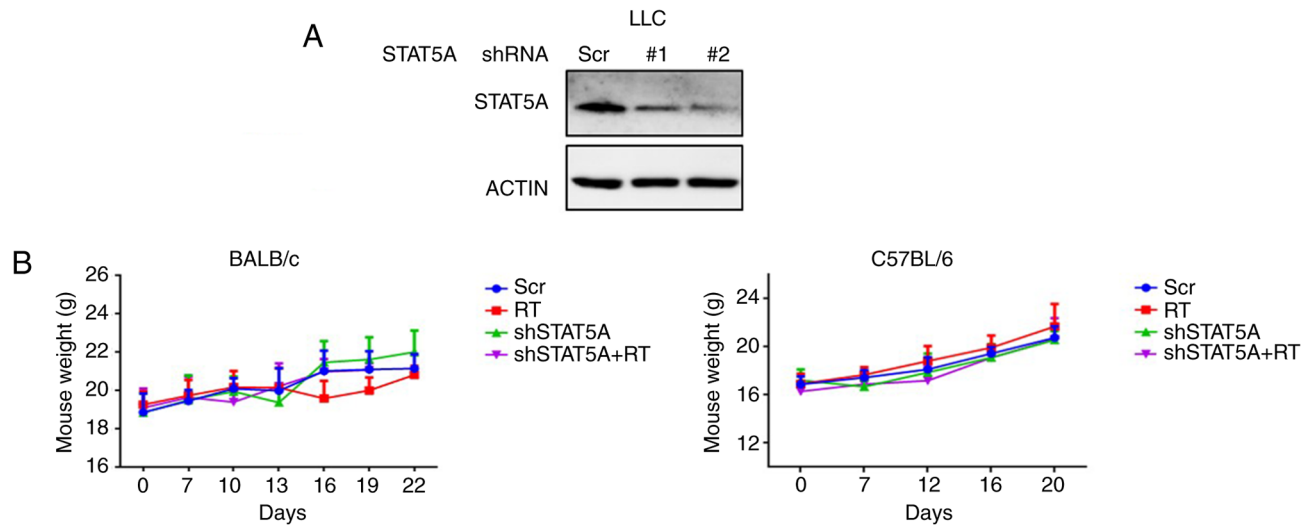 A
LLC
STAT5A shRNA Scr #1 #2
STAT5A
ACTIN
B
BALB/c
Mouse weight (g)
26
24
22
20
18
16
0 7 10 13 16 19 22
Days
Scr
RT
shSTAT5A
shSTAT5A+RT
C57BL/6
Mouse weight (g)
24
20
16
12
0 7 12 16 20
Days
Scr
RT
shSTAT5A
shSTAT5A+RT